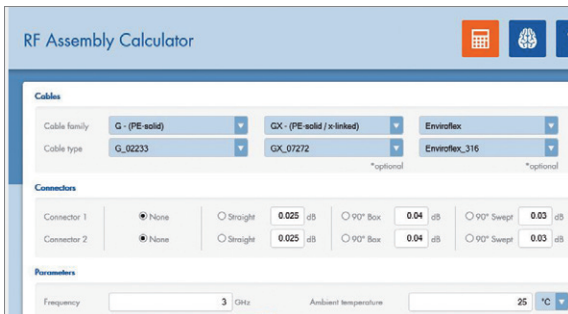 RF Assembly Calculator
Cables
Cable family G - (PE-solid) GX - (PE-solid / x-linked) Enviroflex
Cable type G_02233 GX_07272 Enviroflex_316
*optional *optional
Connectors
Connector 1 None Straight 0.025 dB 90° Box 0.04 dB 90° Swept 0.03 dB
Connector 2 None Straight 0.025 dB 90° Box 0.04 dB 90° Swept 0.03 dB
Parameters
Frequency 3 GHz Ambient temperature 25 °C